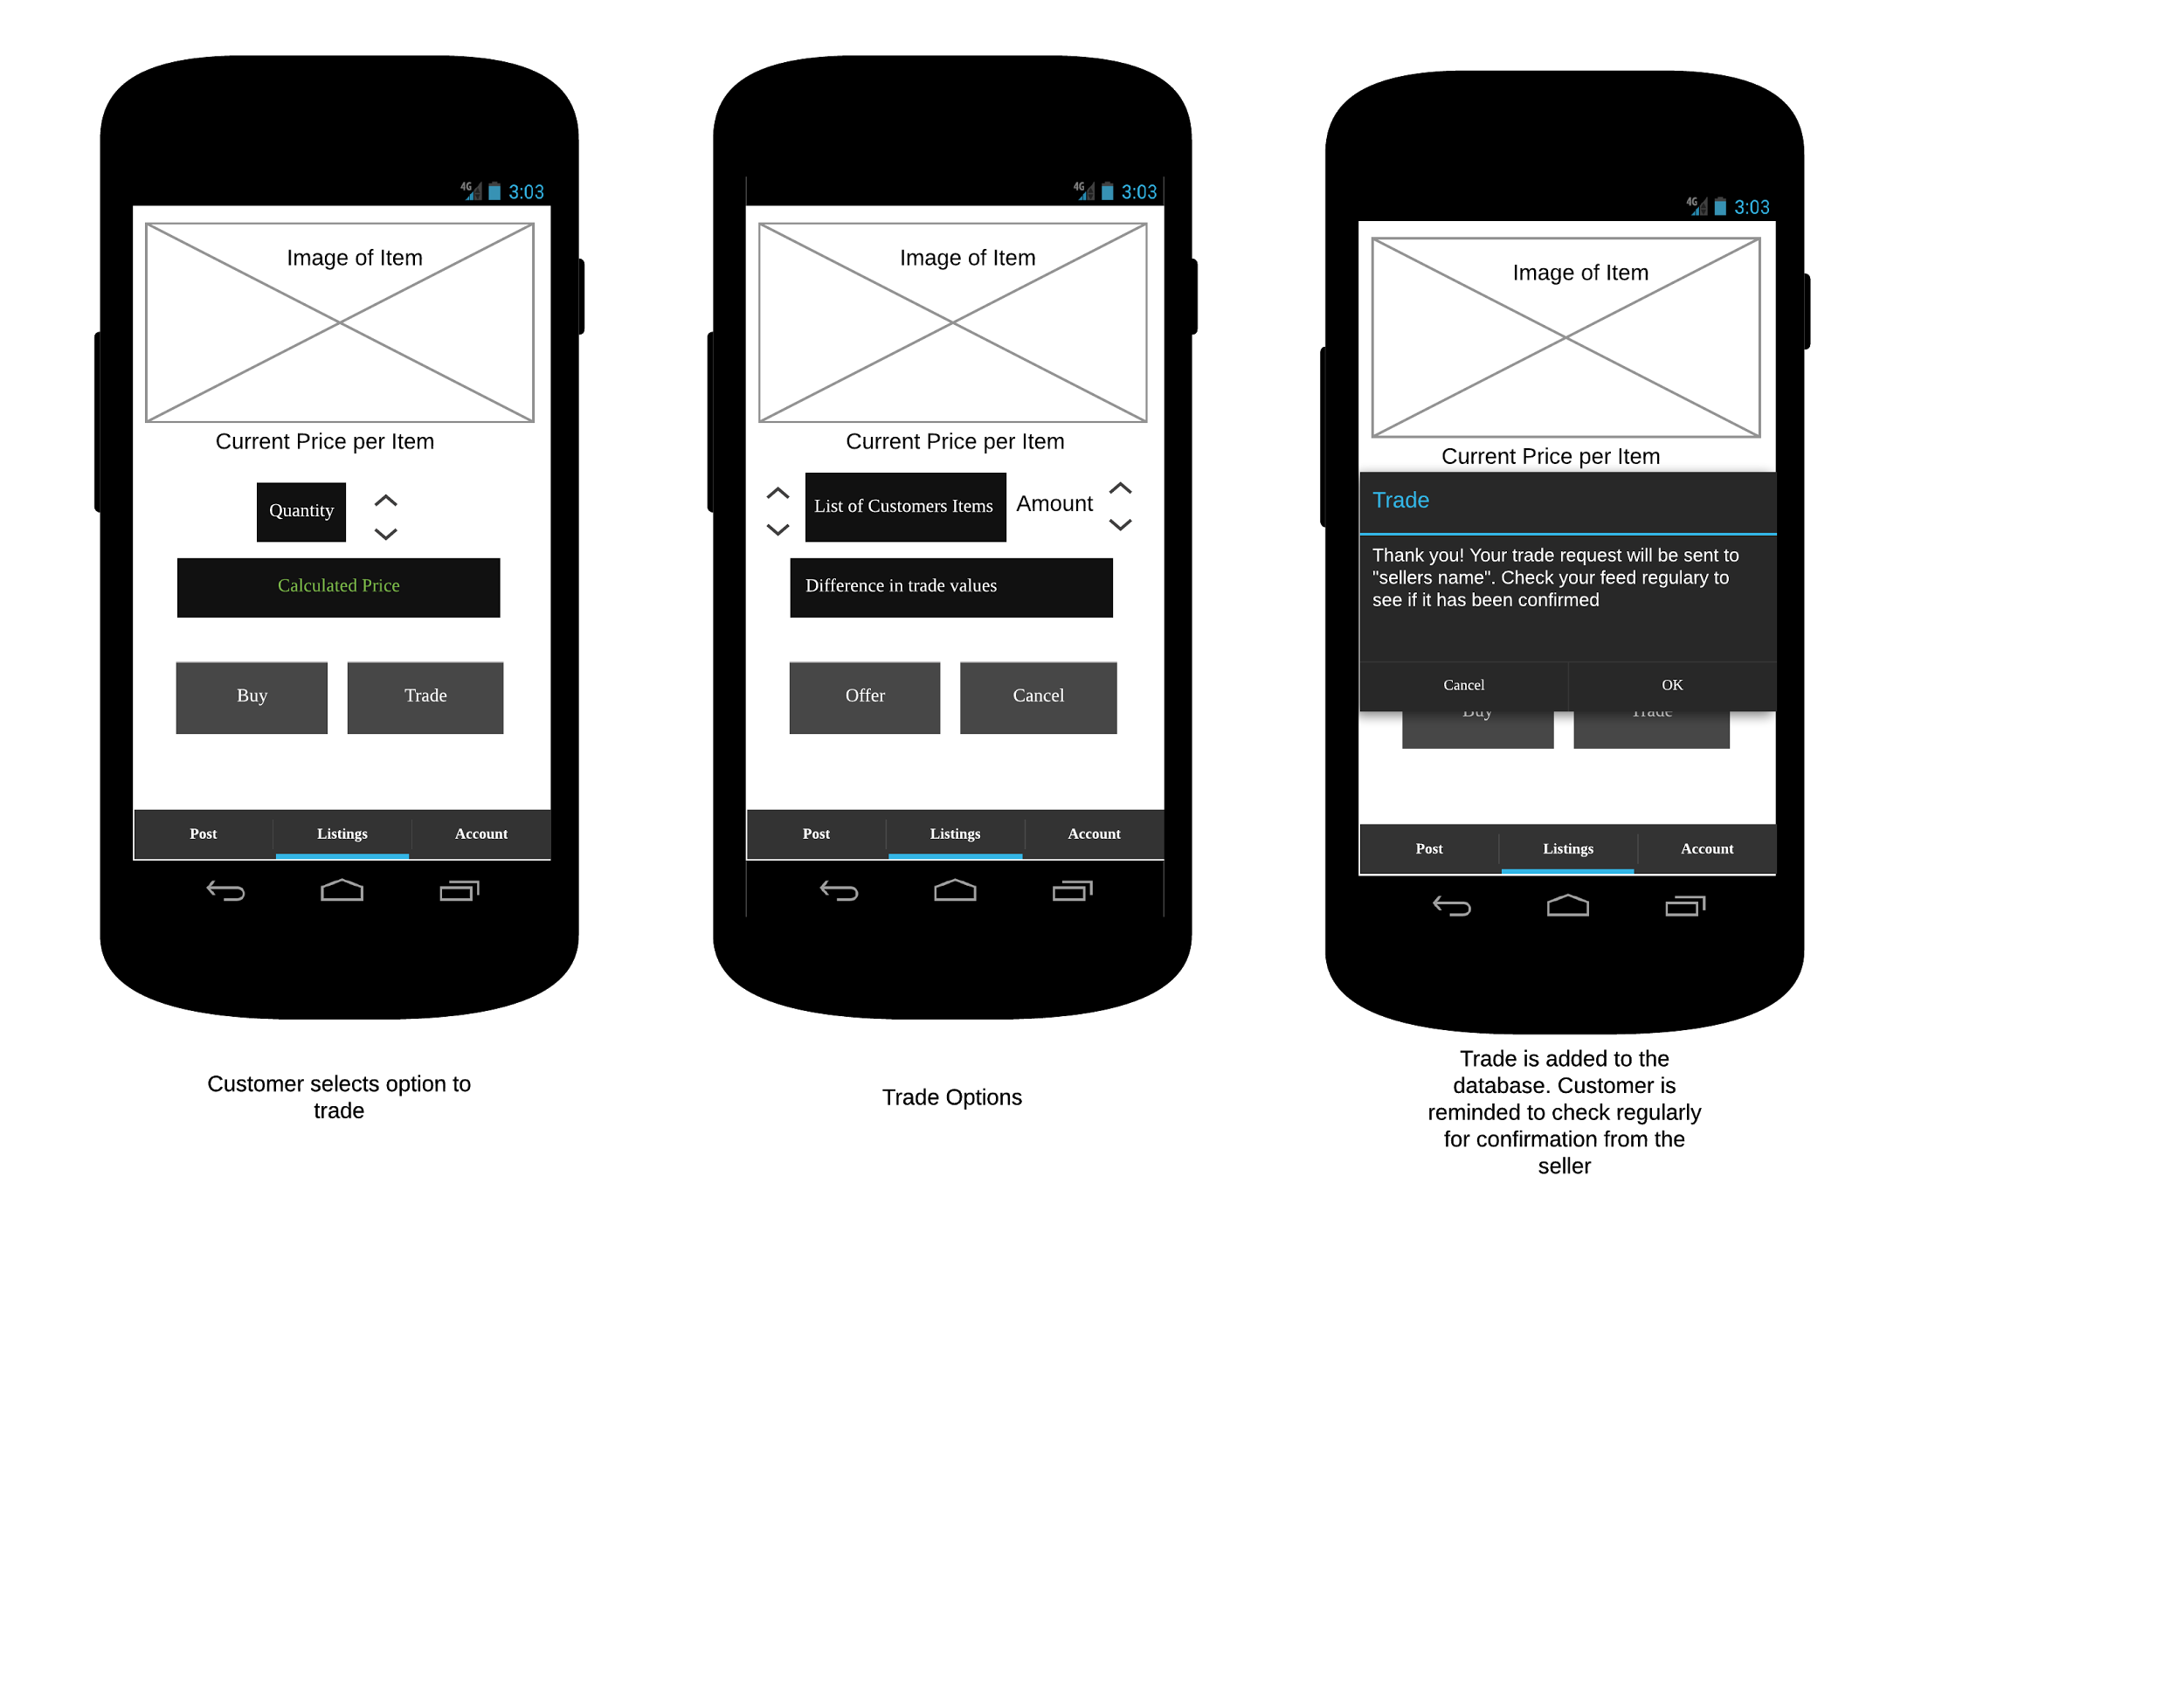 4G 3:03
Image of Item
Current Price per Item
Quantity
Calculated Price
Buy Trade
Post Listings Account
Customer selects option to
trade
4G 3:03
Image of Item
Current Price per Item
List of Customers Items Amount
Difference in trade values
Offer Cancel
Post Listings Account
Trade Options
4G 3:03
Image of Item
Current Price per Item
Trade
Thank you! Your trade request will be sent to
"sellers name". Check your feed regulary to
see if it has been confirmed
Cancel OK
Buy Trade
Post Listings Account
Trade is added to the
database. Customer is
reminded to check regularly
for confirmation from the
seller